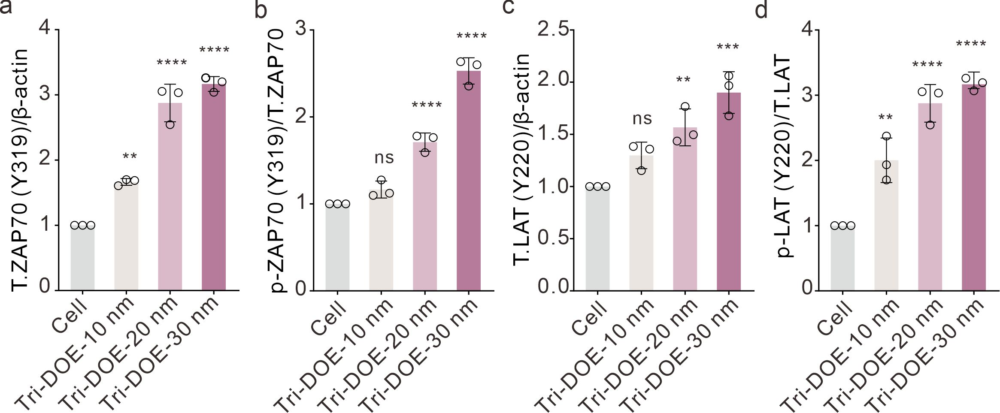 a
T.ZAP70 (Y319)/β-actin
4
3
2
1
0
**
****
****
Cell
Tri-DOE-10 nm
Tri-DOE-20 nm
Tri-DOE-30 nm
b
p-ZAP70 (Y319)/T.ZAP70
3
2
1
0
ns
****
****
Cell
Tri-DOE-10 nm
Tri-DOE-20 nm
Tri-DOE-30 nm
c
T.LAT (Y220)/β-actin
2.5
2.0
1.5
1.0
0.5
0.0
ns
**
***
Cell
Tri-DOE-10 nm
Tri-DOE-20 nm
Tri-DOE-30 nm
d
p-LAT (Y220)/T.LAT
4
3
2
1
0
**
****
****
Cell
Tri-DOE-10 nm
Tri-DOE-20 nm
Tri-DOE-30 nm